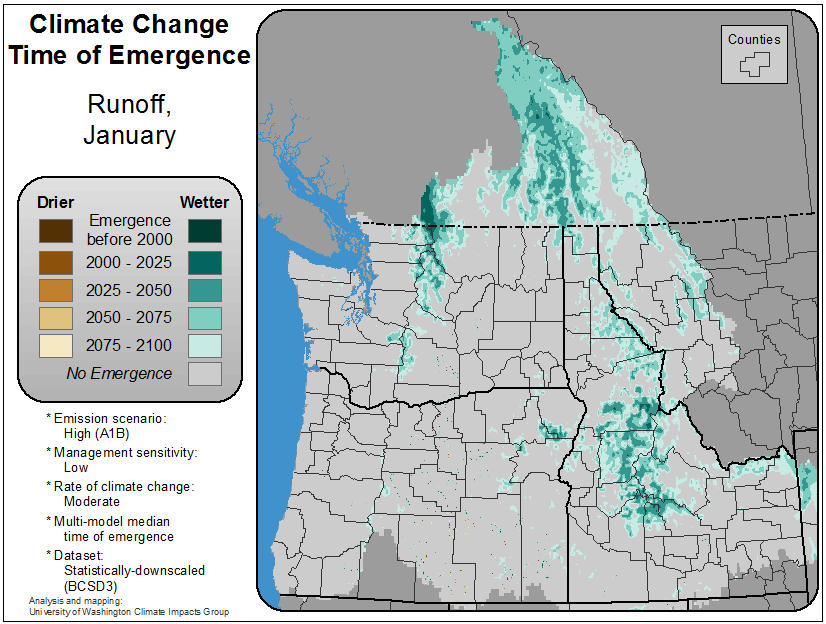 Climate Change
Time of Emergence
Runoff,
January
Drier
Wetter
Emergence
before 2000
2000 - 2025
2025 - 2050
2050 - 2075
2075 - 2100
No Emergence
* Emission scenario:
High (A1B)
* Management sensitivity:
Low
* Rate of climate change:
Moderate
* Multi-model median
time of emergence
* Dataset:
Statistically-downscaled
(BCSD3)
Analysis and mapping:
University of Washington Climate Impacts Group
Counties